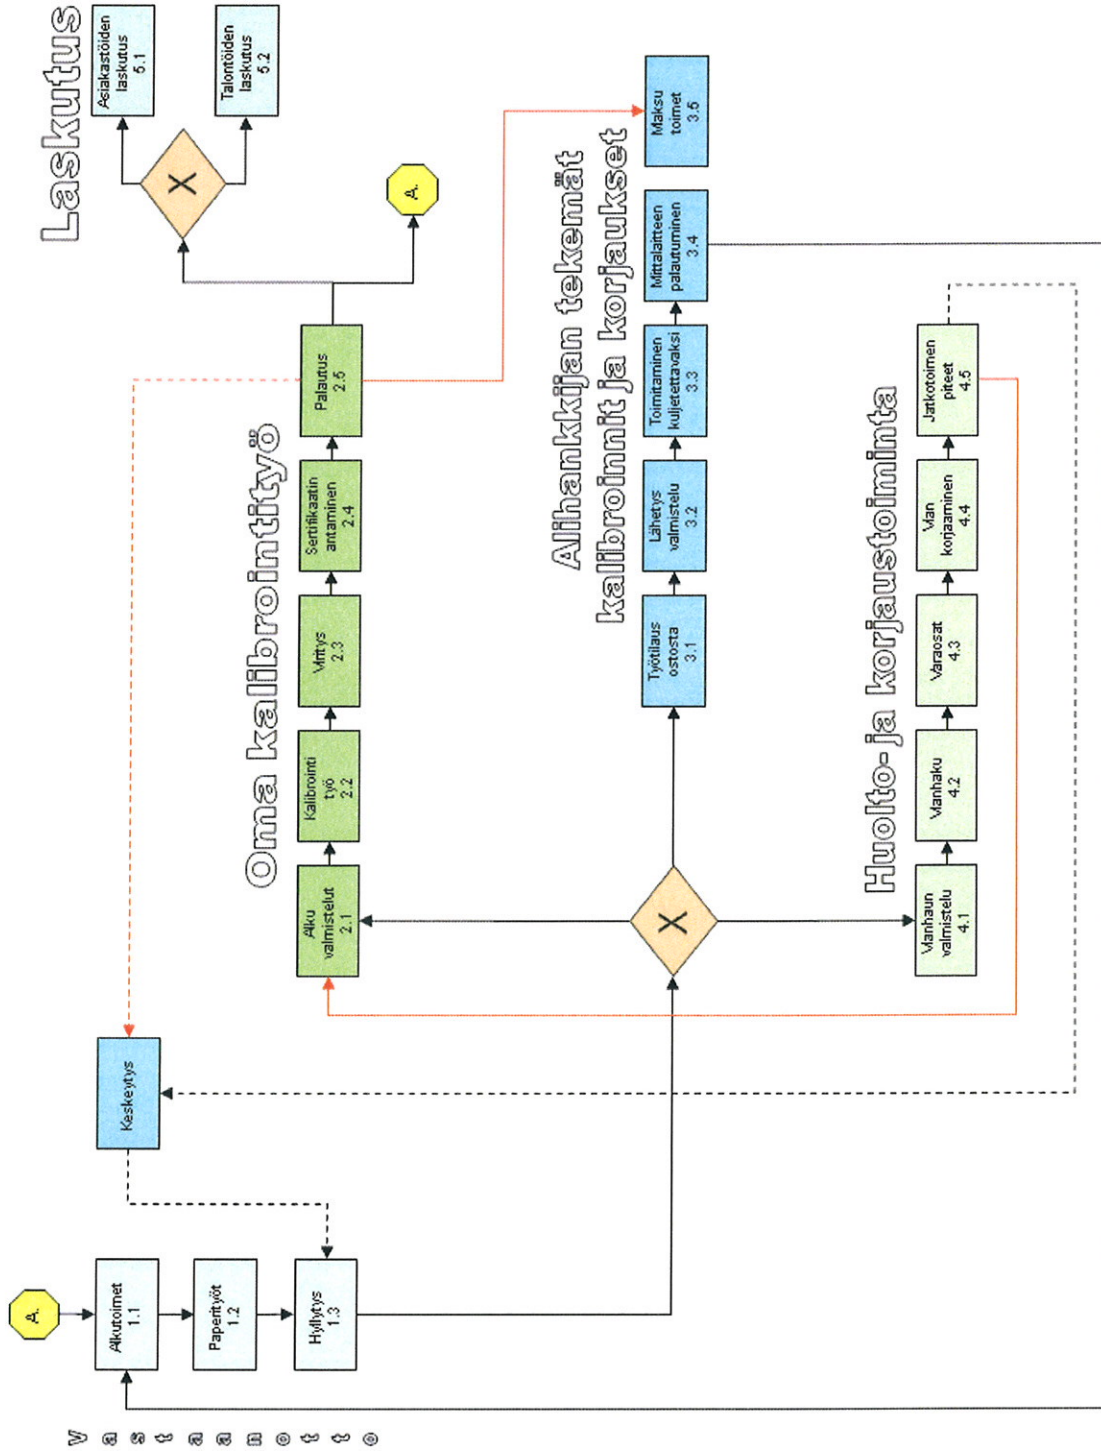 Vastaanotto
A.
Alkutoimet
1.1
Paperityöt
1.2
Hyllytys
1.3
Keskeytys
Oma kalibrointityö
Alku
valmistelut
2.1
Kalibrointi
työ
2.2
Viritys
2.3
Sertifikaatin
antaminen
2.4
Palautus
2.5
Laskutus
X
Asiakastöiden
laskutus
5.1
Talontöiden
laskutus
5.2
A.
X
Alihankkijan tekemät
kalibroinnit ja korjaukset
Työtilaus
ostosta
3.1
Lähetys
valmistelu
3.2
Toimitaminen
kuljetettavaksi
3.3
Mittalaitteen
palautuminen
3.4
Maksu
toimet
3.5
Huolto- ja korjaustoiminta
Vianhaun
valmistelu
4.1
Vianhaku
4.2
Varaosat
4.3
Vian
korjaaminen
4.4
Jatkotoimen
piteet
4.5